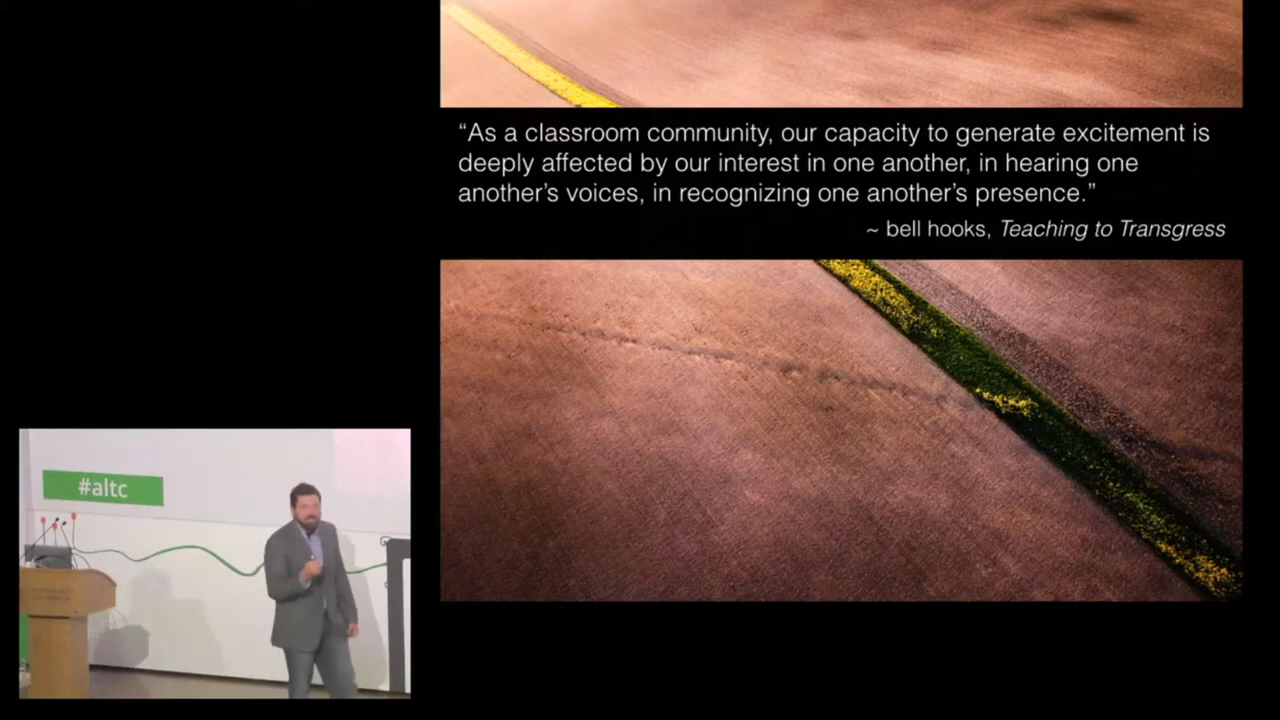 “As a classroom community, our capacity to generate excitement is
deeply affected by our interest in one another, in hearing one
another’s voices, in recognizing one another’s presence.”
~ bell hooks, Teaching to Transgress
#altc